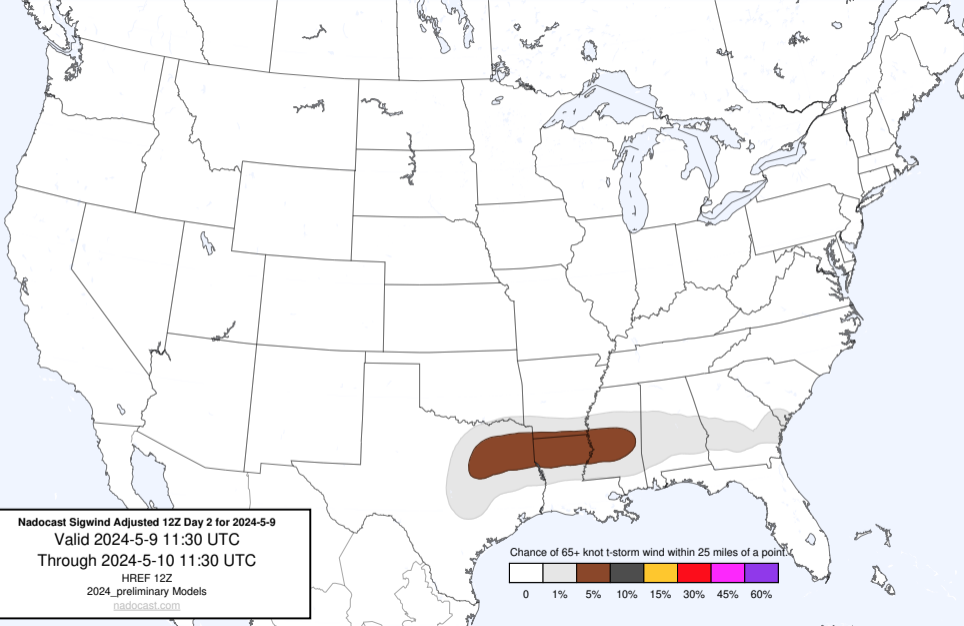 Nadocast Sigwind Adjusted 12Z Day 2 for 2024-5-9
Valid 2024-5-9 11:30 UTC
Through 2024-5-10 11:30 UTC
HREF 12Z
2024_preliminary Models
nadocast.com
Chance of 65+ knot t-storm wind within 25 miles of a point.
0 1% 5% 10% 15% 30% 45% 60%